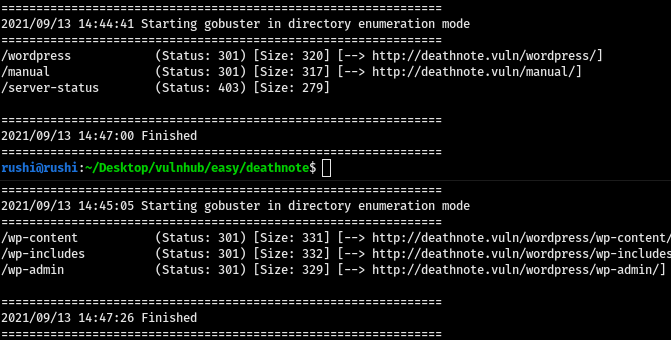 ===============================================================
2021/09/13 14:44:41 Starting gobuster in directory enumeration mode
===============================================================
/wordpress            (Status: 301) [Size: 320] [--> http://deathnote.vuln/wordpress/]
/manual               (Status: 301) [Size: 317] [--> http://deathnote.vuln/manual/]
/server-status        (Status: 403) [Size: 279]
===============================================================
2021/09/13 14:47:00 Finished
===============================================================
rushi@rushi:~/Desktop/vulnhub/easy/deathnote$
===============================================================
2021/09/13 14:45:05 Starting gobuster in directory enumeration mode
===============================================================
/wp-content           (Status: 301) [Size: 331] [--> http://deathnote.vuln/wordpress/wp-content/
/wp-includes          (Status: 301) [Size: 332] [--> http://deathnote.vuln/wordpress/wp-includes
/wp-admin             (Status: 301) [Size: 329] [--> http://deathnote.vuln/wordpress/wp-admin/]
===============================================================
2021/09/13 14:47:26 Finished
===============================================================